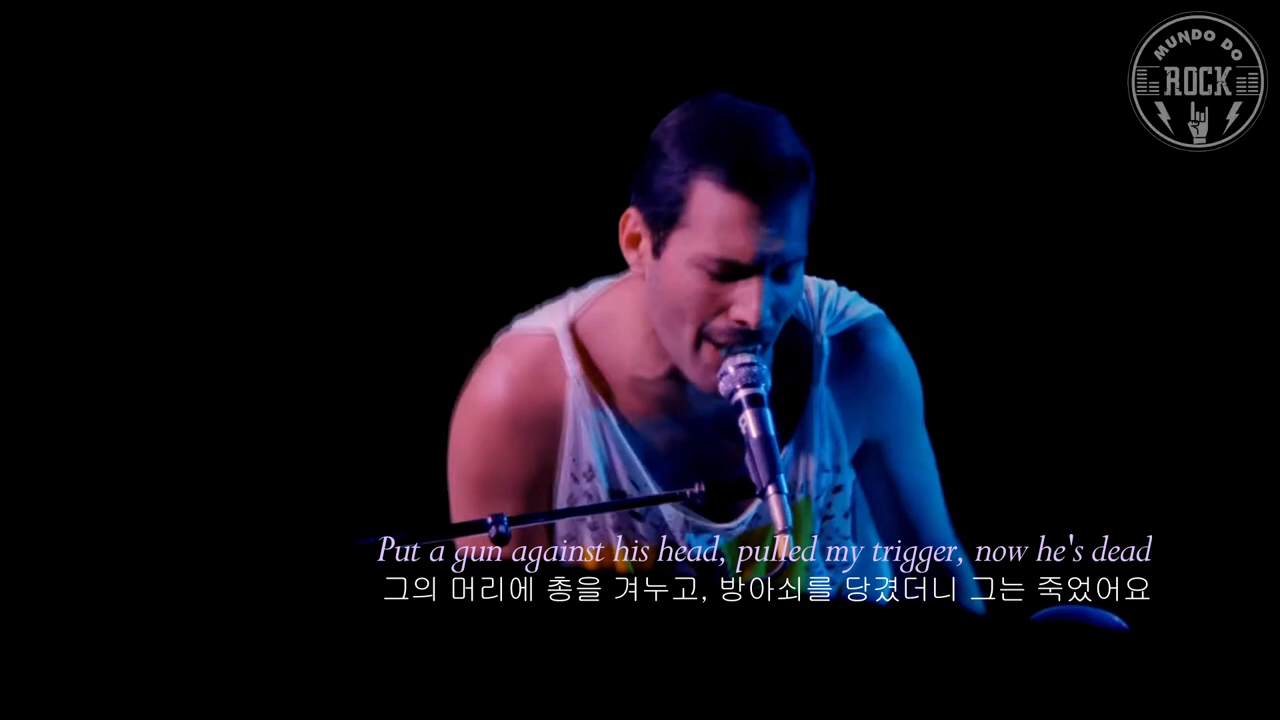 MUNDO DO
ROCK
Put a gun against his head, pulled my trigger, now he's dead
그의 머리에 총을 겨누고, 방아쇠를 당겼더니 그는 죽었어요